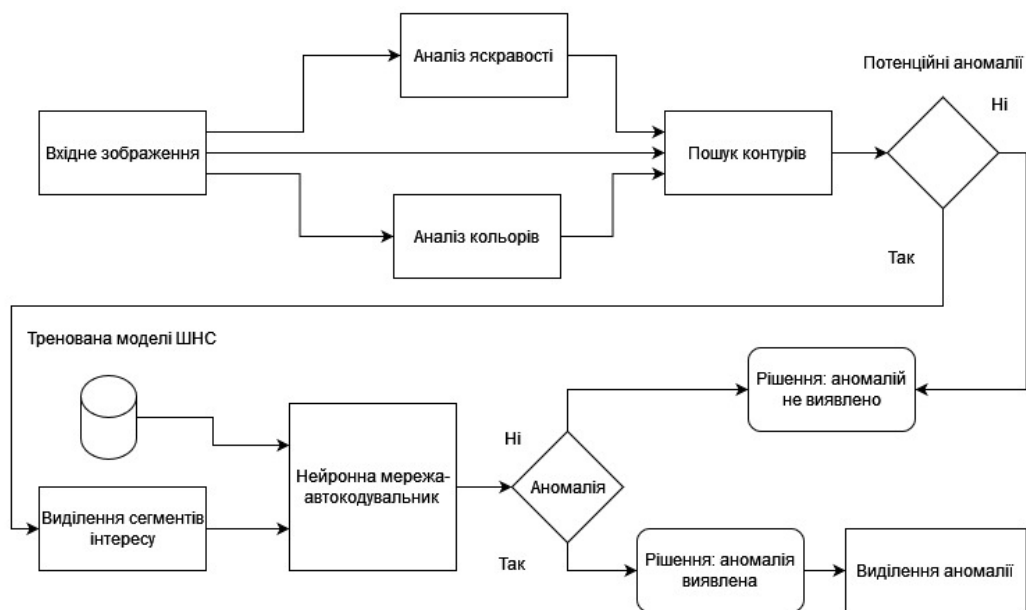 Аналіз яскравості
Потенційні аномалії
Ні
Вхідне зображення
Пошук контурів
Аналіз кольорів
Так
Тренована моделі ШНС
Рішення: аномалій
не виявлено
Ні
Нейронна мережа-
автокодувальник
Аномалія
Виділення сегментів
інтересу
Так
Рішення: аномалія
виявлена
Виділення аномалії